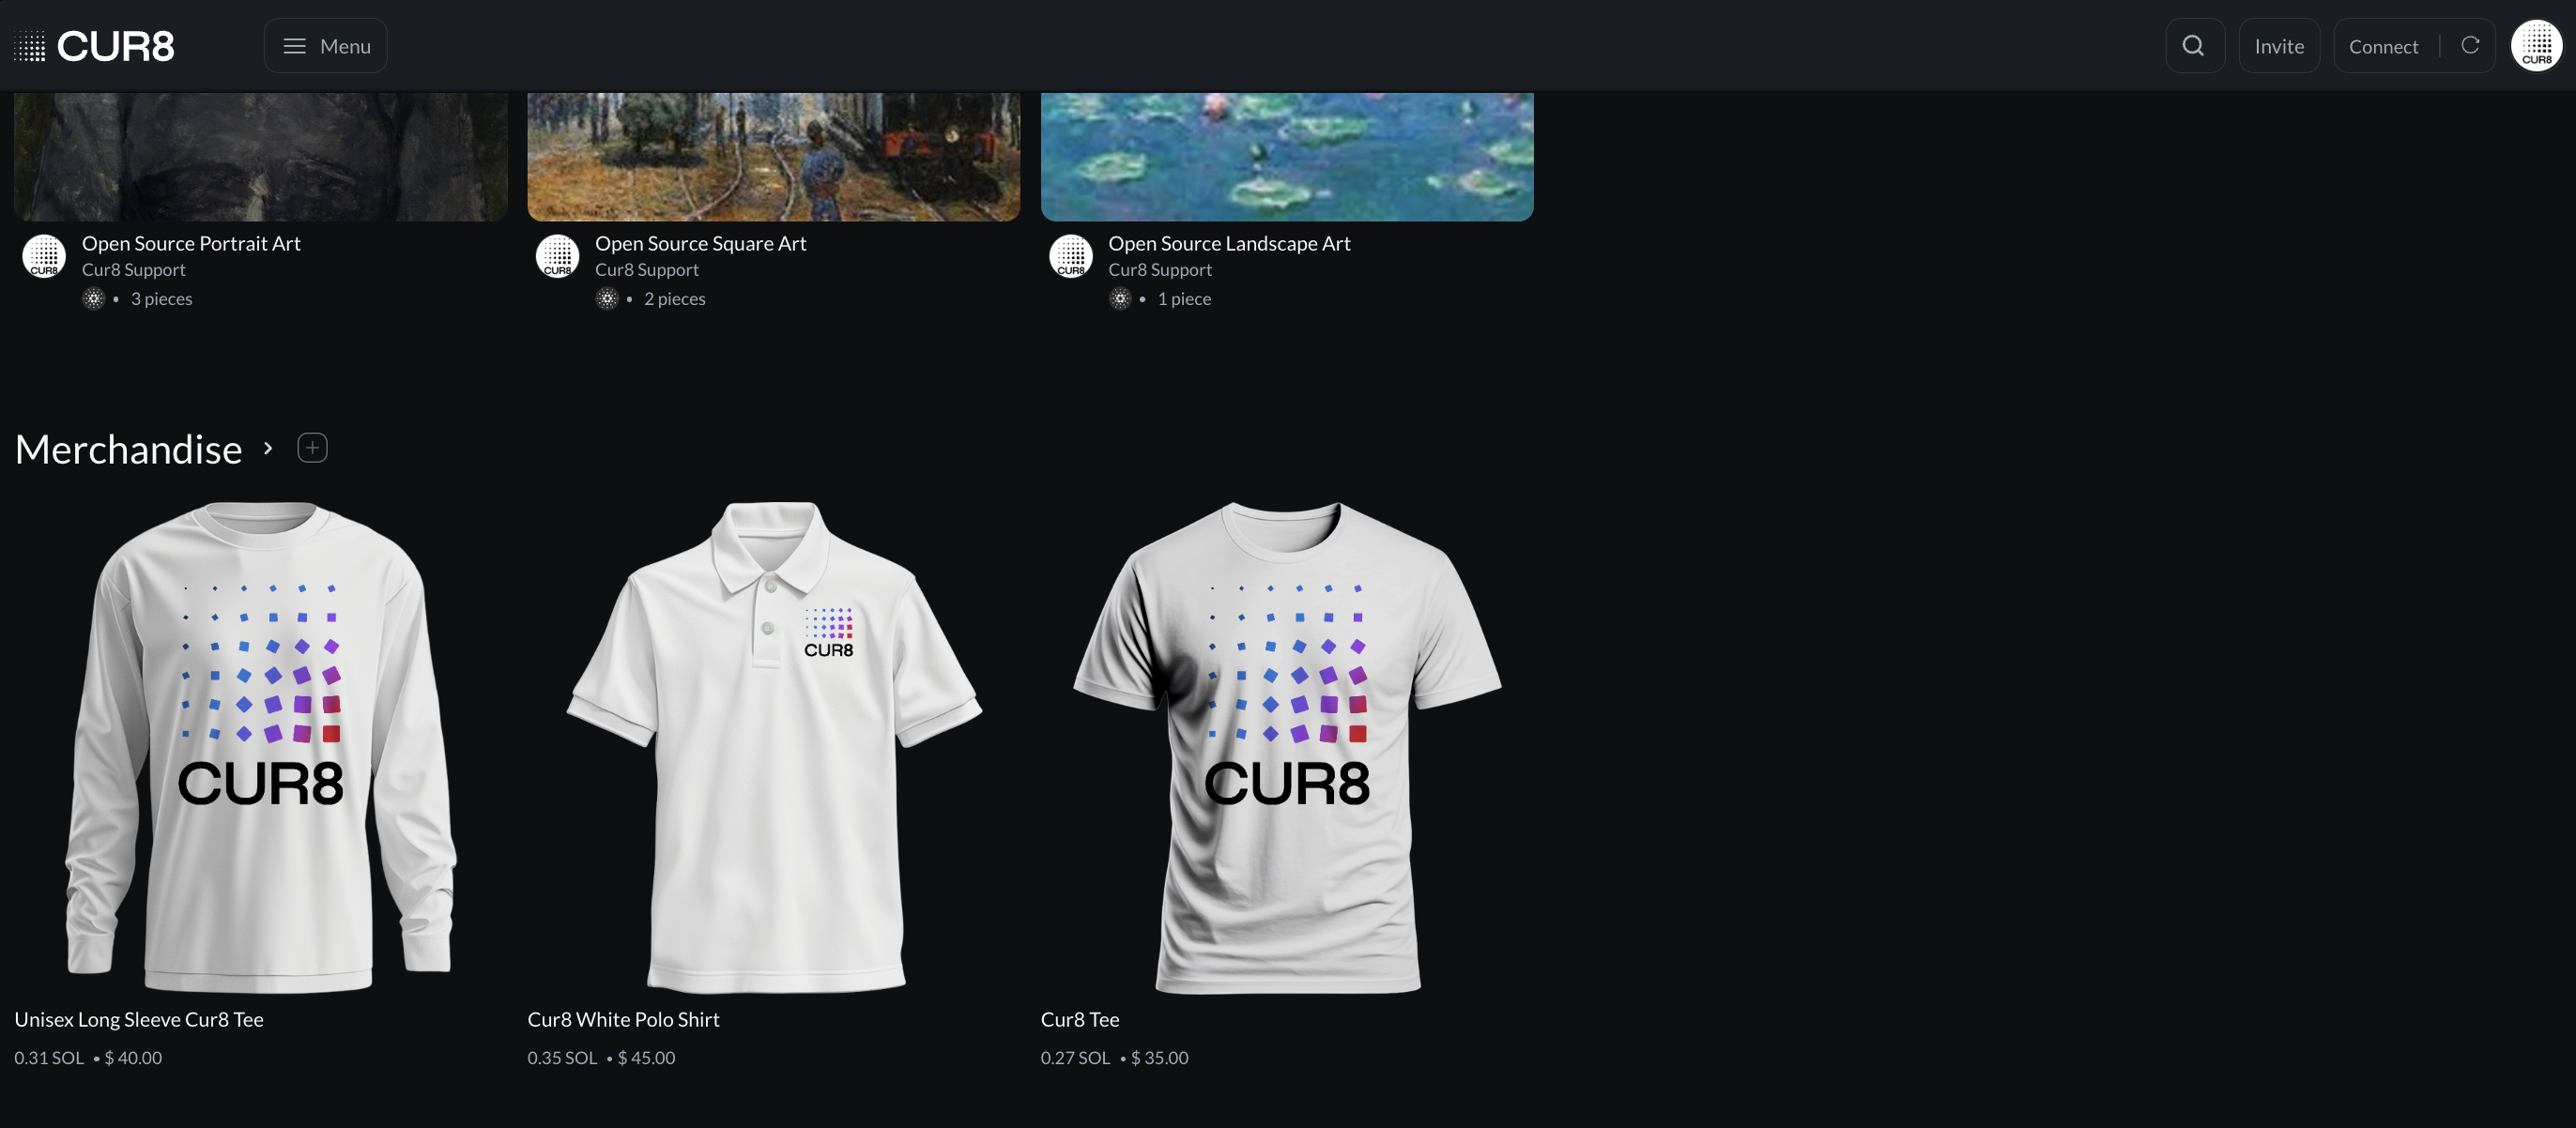 CUR8
Menu
Invite
Connect
CUR8
CUR8
Open Source Portrait Art
Cur8 Support
• 3 pieces
CUR8
Open Source Square Art
Cur8 Support
• 2 pieces
CUR8
Open Source Landscape Art
Cur8 Support
• 1 piece
Merchandise
CUR8
CUR8
CUR8
Unisex Long Sleeve Cur8 Tee
0.31 SOL • $ 40.00
Cur8 White Polo Shirt
0.35 SOL • $ 45.00
Cur8 Tee
0.27 SOL • $ 35.00